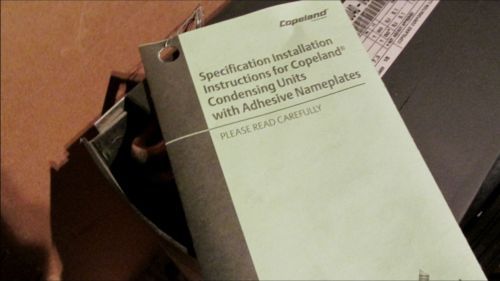 Copeland
Specification Installation
Instructions for Copeland®
Condensing Units
with Adhesive Nameplates
PLEASE READ CAREFULLY